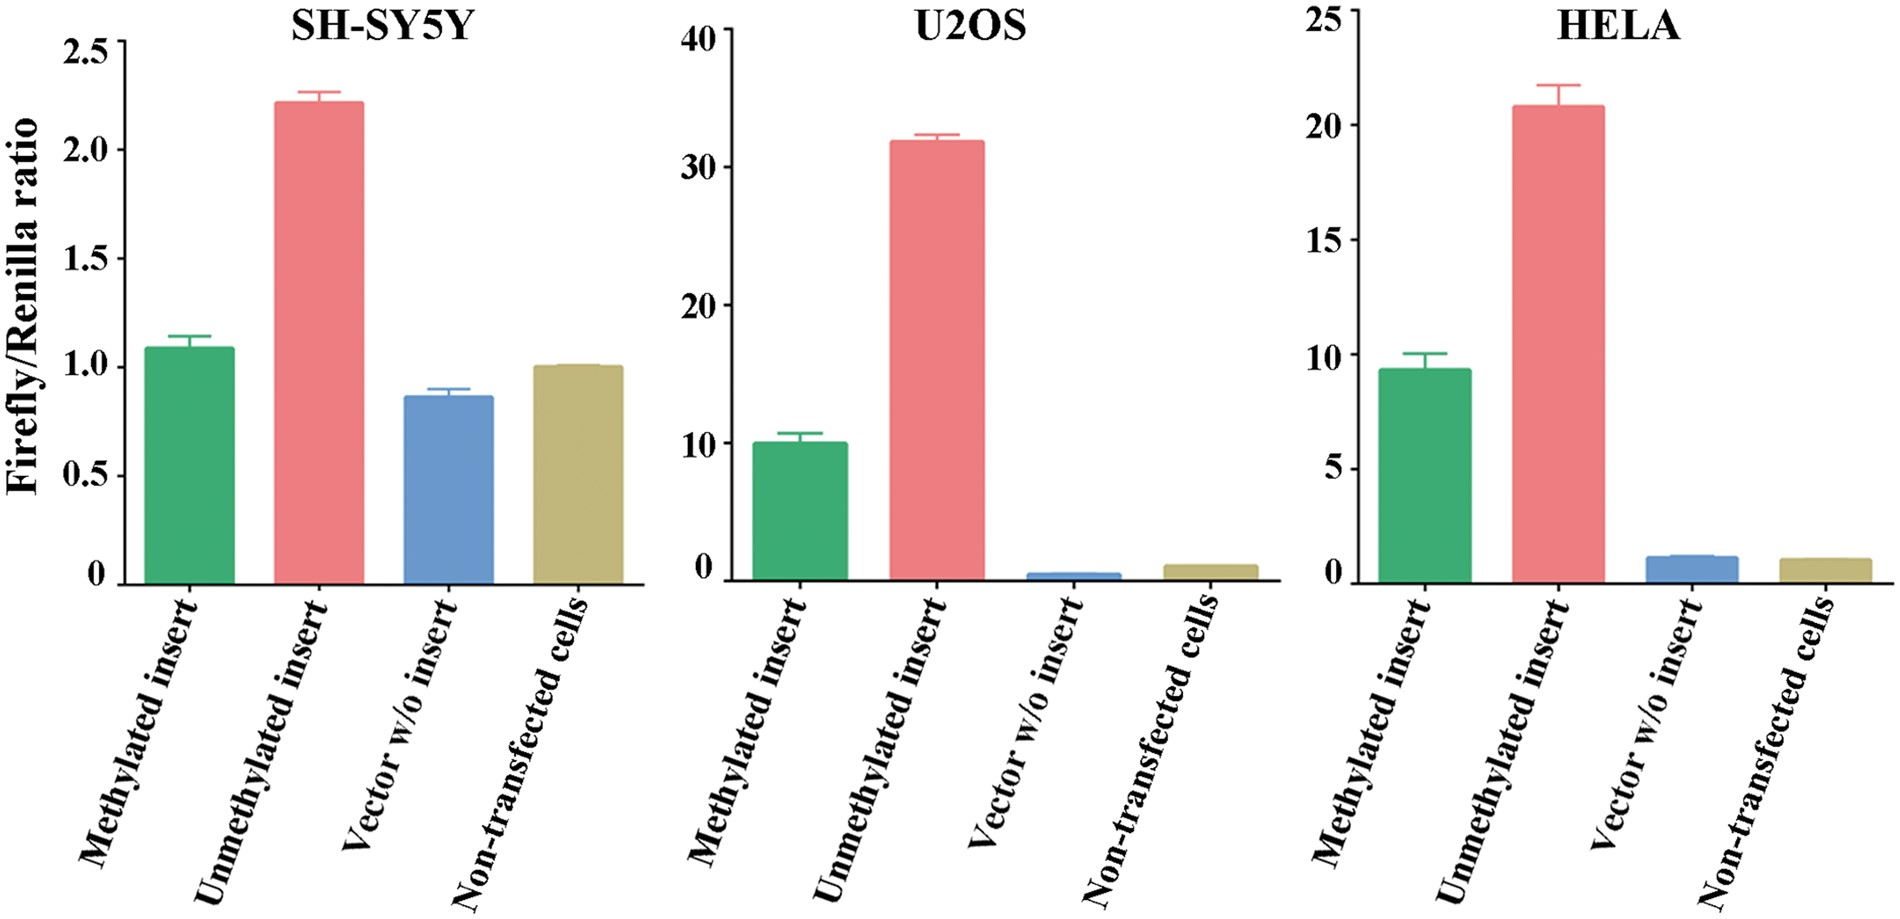 SH-SY5Y
Firefly/Renilla ratio
2.5
2.0
1.5
1.0
0.5
0
Methylated insert
Unmethylated insert
Vector w/o insert
Non-transfected cells
U2OS
40
30
20
10
0
Methylated insert
Unmethylated insert
Vector w/o insert
Non-transfected cells
HELA
25
20
15
10
5
0
Methylated insert
Unmethylated insert
Vector w/o insert
Non-transfected cells